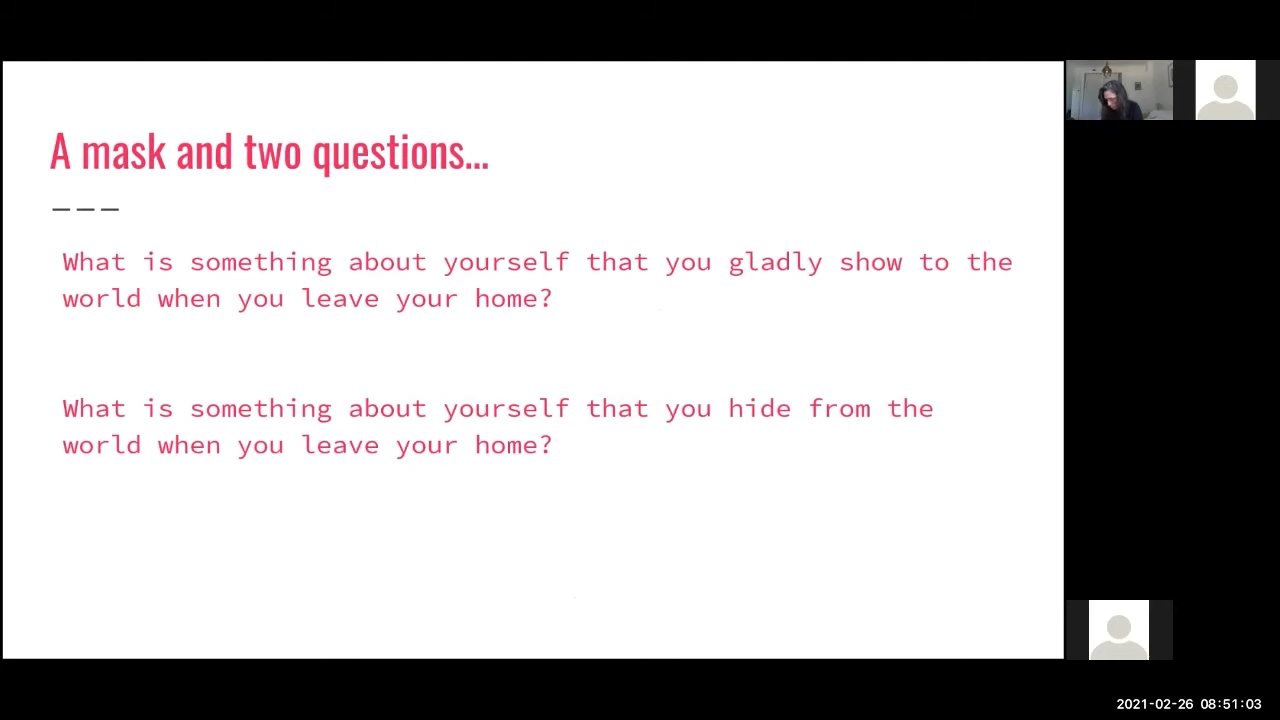 A mask and two questions...
What is something about yourself that you gladly show to the
world when you leave your home?
What is something about yourself that you hide from the
world when you leave your home?
2021-02-26 08:51:03